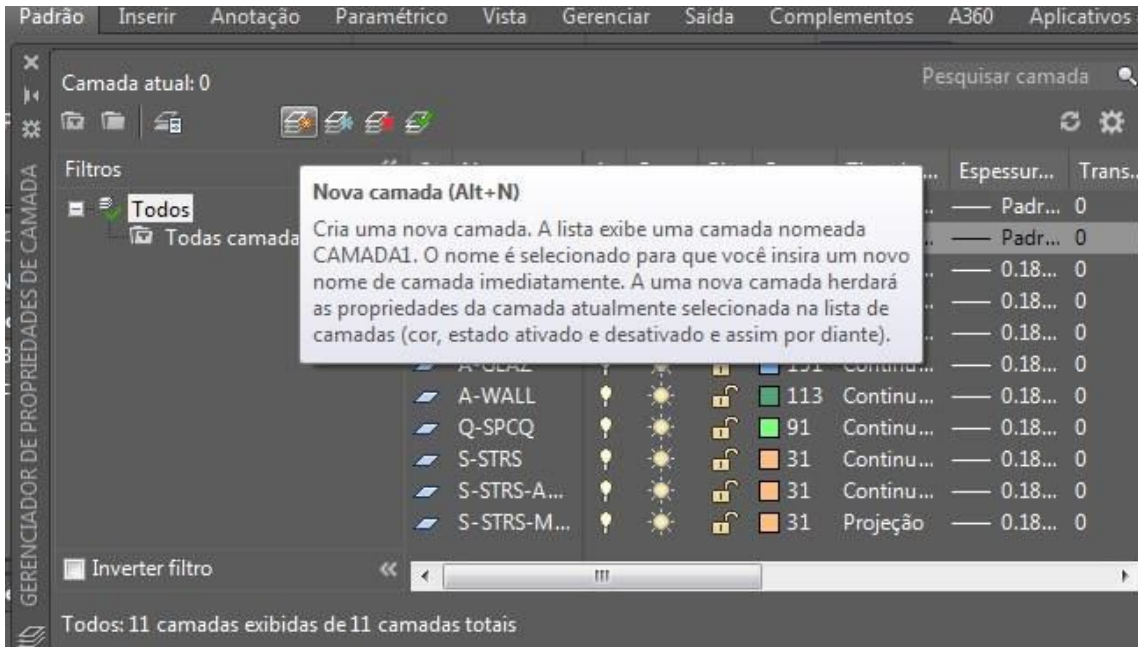 Padrão Inserir Anotação Paramétrico Vista Gerenciar Saída Complementos A360 Aplicativos
Camada atual: 0
Pesquisar camada
Filtros
Espessur... Trans...
Todos
Todas camada
Nova camada (Alt+N)
Cria uma nova camada. A lista exibe uma camada nomeada
CAMADA1. O nome é selecionado para que você insira um novo
nome de camada imediatamente. A uma nova camada herdará
as propriedades da camada atualmente selecionada na lista de
camadas (cor, estado ativado e desativado e assim por diante).
Padr... 0
Padr... 0
0.18... 0
0.18... 0
0.18... 0
A-GLAZ 151 Continu... 0.18... 0
A-WALL 113 Continu... 0.18... 0
Q-SPCQ 91 Continu... 0.18... 0
S-STRS 31 Continu... 0.18... 0
S-STRS-A... 31 Continu... 0.18... 0
S-STRS-M... 31 Projeção 0.18... 0
Inverter filtro
Todos: 11 camadas exibidas de 11 camadas totais
GERENCIADOR DE PROPRIEDADES DE CAMADA